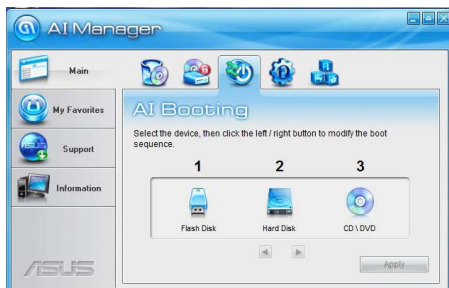 AI Manager
Main
My Favorites
Support
Information
AI Booting
Select the device, then click the left / right button to modify the boot
sequence.
1 2 3
Flash Disk Hard Disk CD \ DVD
Apply
ASUS